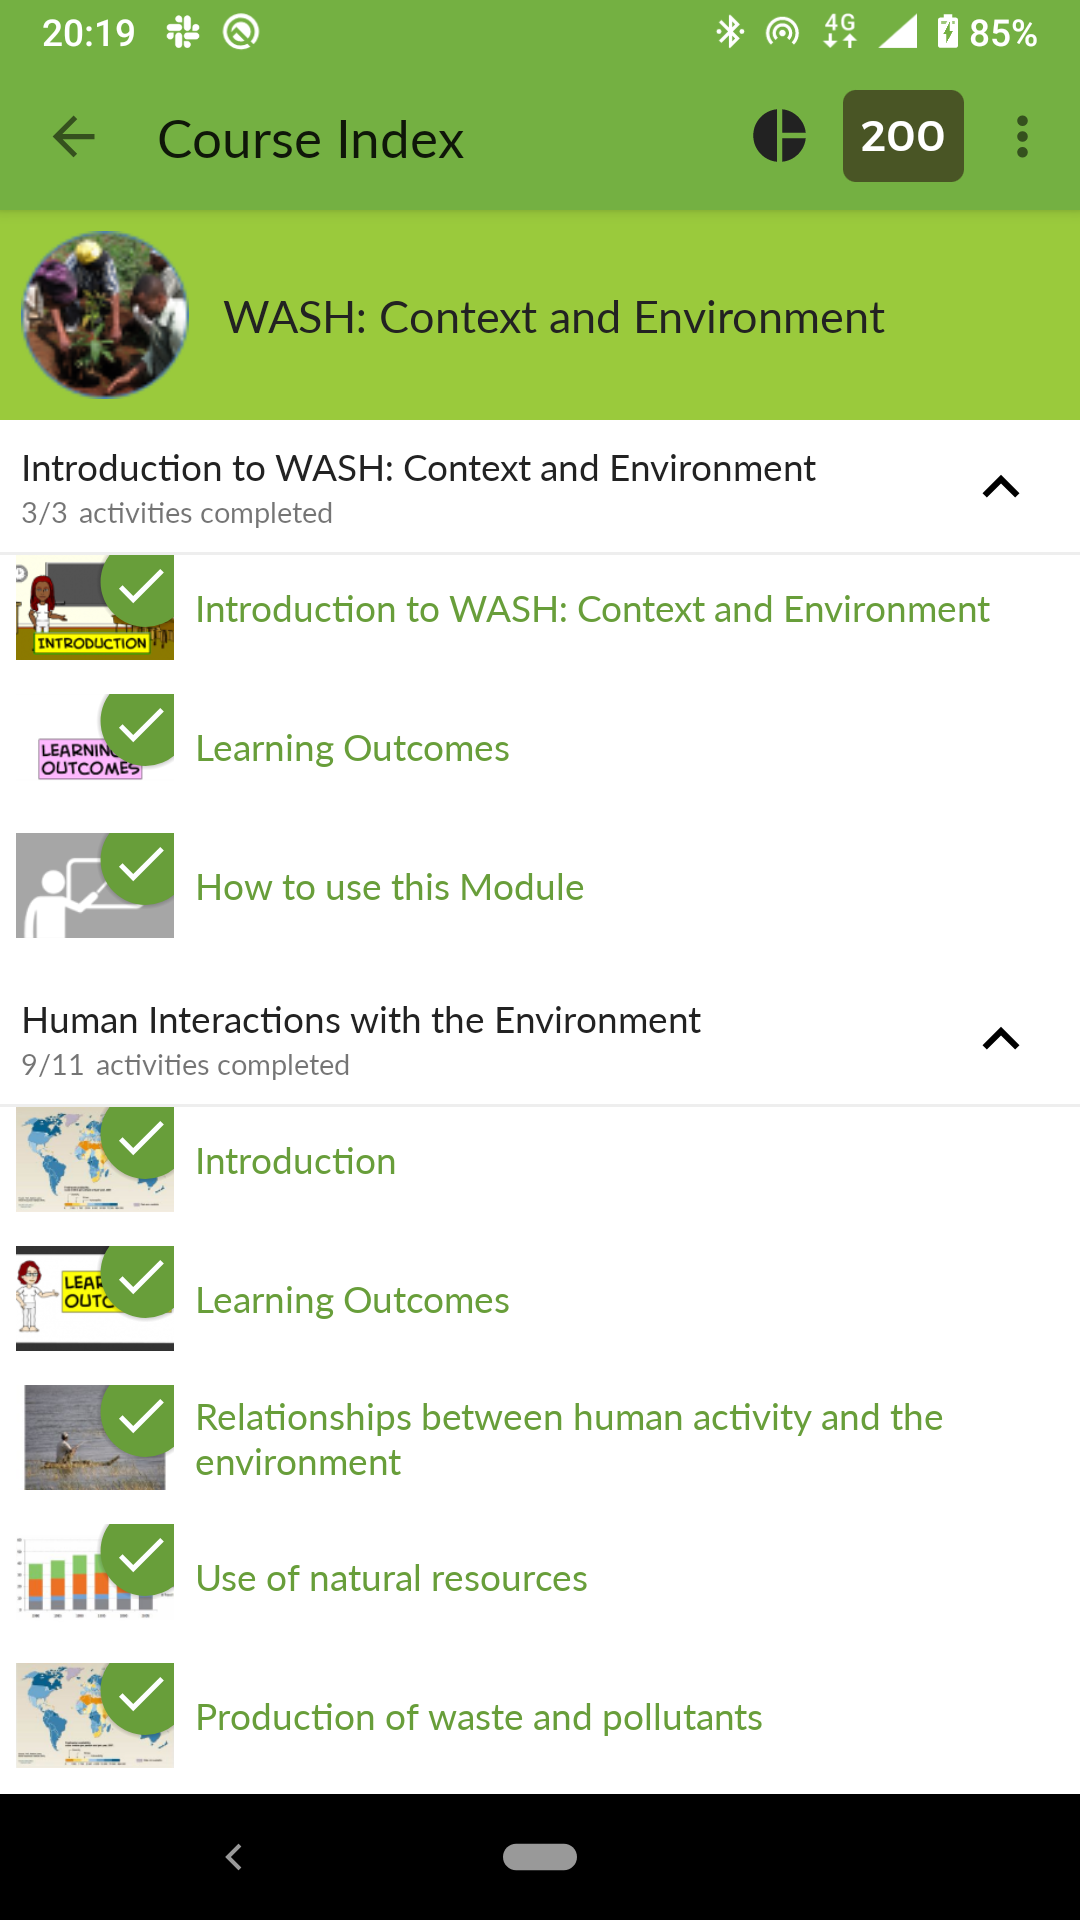 20:19
4G
85%
Course Index
200
WASH: Context and Environment
Introduction to WASH: Context and Environment
3/3 activities completed
INTRODUCTION
Introduction to WASH: Context and Environment
LEARNING
OUTCOMES
Learning Outcomes
How to use this Module
Human Interactions with the Environment
9/11 activities completed
Introduction
Learning Outcomes
Relationships between human activity and the
environment
Use of natural resources
Production of waste and pollutants